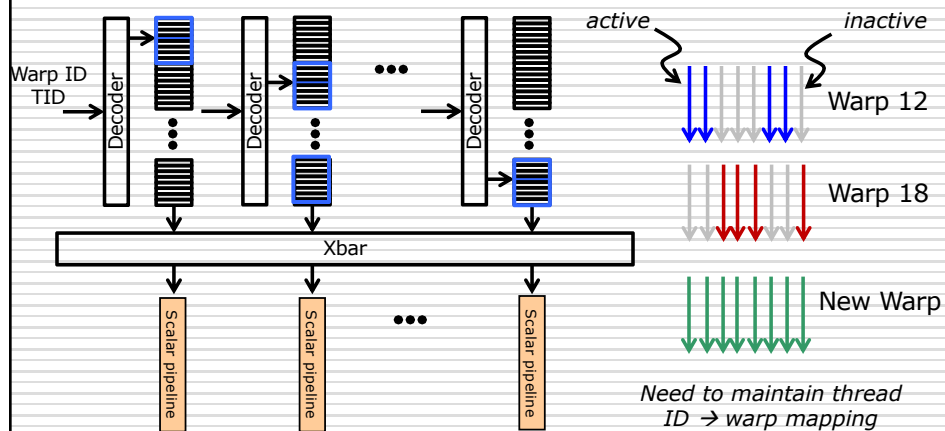 active
inactive
Warp ID
TID
Decoder
Decoder
Decoder
Warp 12
Warp 18
Xbar
New Warp
Scalar pipeline
Scalar pipeline
Scalar pipeline
Need to maintain thread
ID → warp mapping